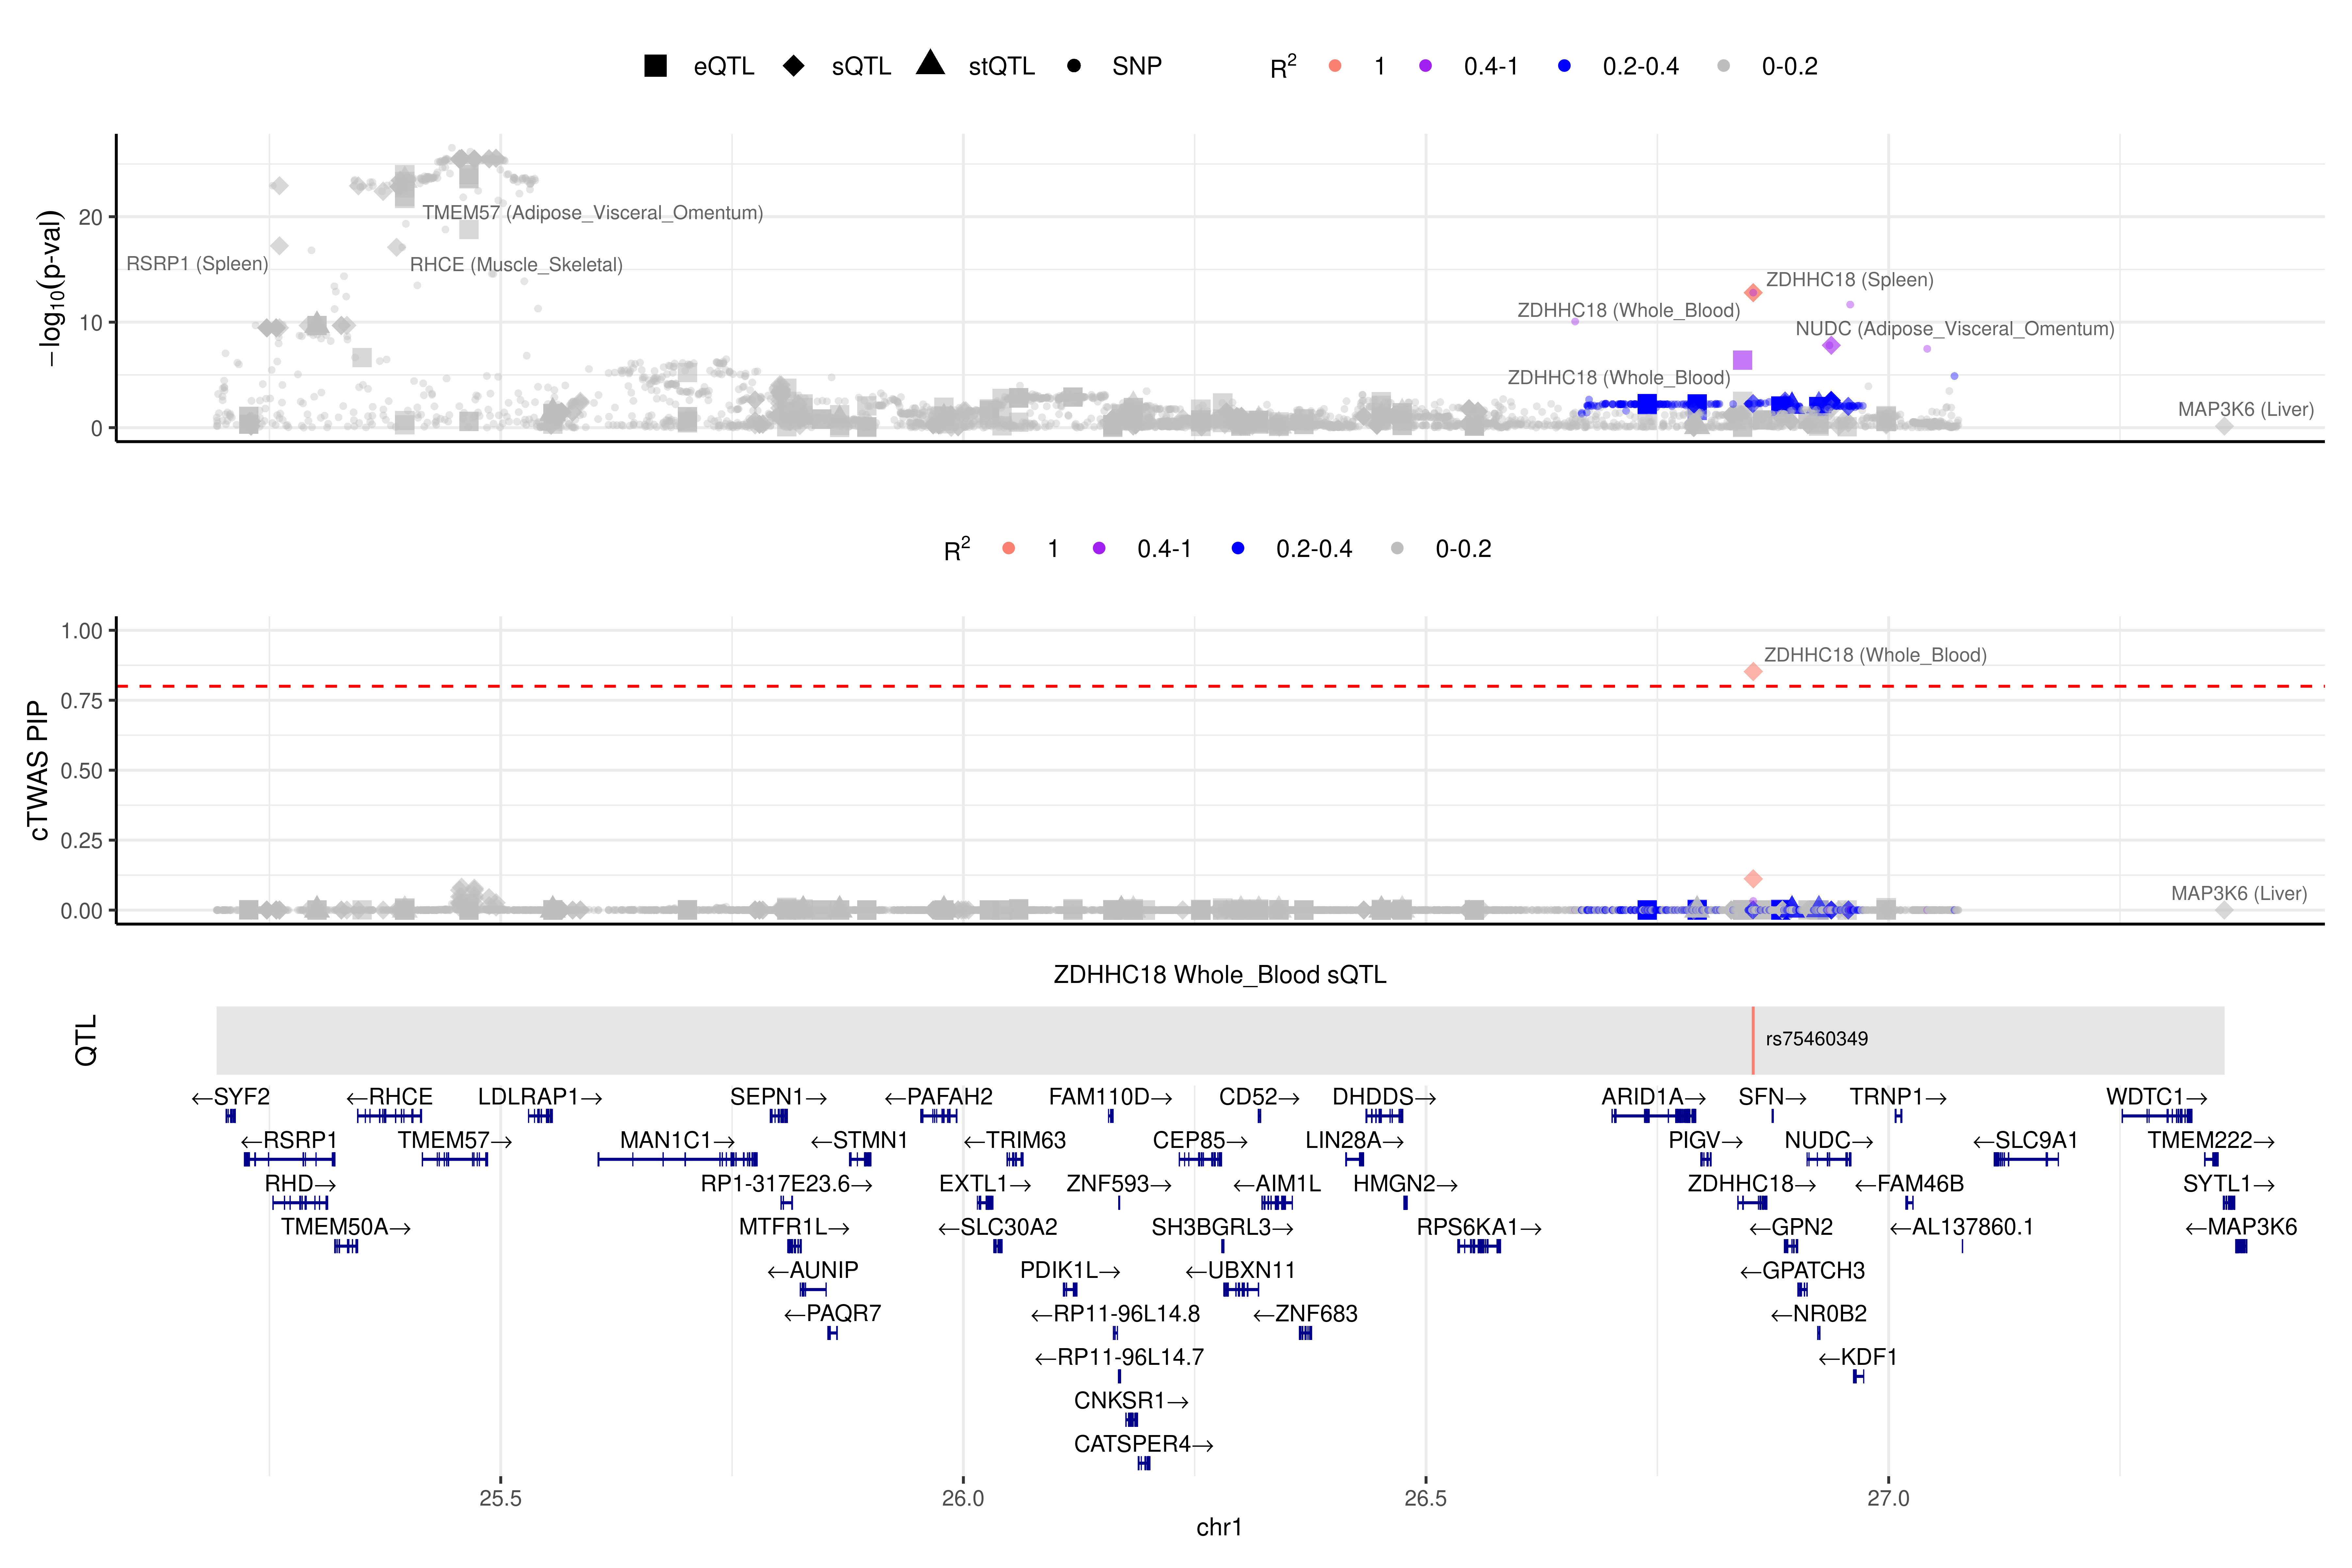 eQTL sQTL stQTL SNP R² 1 0.4-1 0.2-0.4 0-0.2
−log₁₀(p-val)
20
10
0
TMEM57 (Adipose_Visceral_Omentum)
RSRP1 (Spleen)
RHCE (Muscle_Skeletal)
ZDHHC18 (Spleen)
ZDHHC18 (Whole_Blood)
NUDC (Adipose_Visceral_Omentum)
ZDHHC18 (Whole_Blood)
MAP3K6 (Liver)
R² 1 0.4-1 0.2-0.4 0-0.2
cTWAS PIP
1.00
0.75
0.50
0.25
0.00
ZDHHC18 (Whole_Blood)
MAP3K6 (Liver)
ZDHHC18 Whole_Blood sQTL
QTL
rs75460349
←SYF2 ←RHCE LDLRAP1→ SEPN1→ ←PAFAH2 FAM110D→ CD52→ DHDDS→ ARID1A→ SFN→ TRNP1→ WDTC1→
←RSRP1 TMEM57→ MAN1C1→ ←STMN1 ←TRIM63 CEP85→ LIN28A→ PIGV→ NUDC→ ←SLC9A1 TMEM222→
RHD→ RP1-317E23.6→ EXTL1→ ZNF593→ ←AIM1L HMGN2→ ZDHHC18→ ←FAM46B SYTL1→
TMEM50A→ MTFR1L→ ←SLC30A2 SH3BGRL3→ RPS6KA1→ ←GPN2 ←AL137860.1 ←MAP3K6
←AUNIP PDIK1L→ ←UBXN11 ←GPATCH3
←PAQR7 ←RP11-96L14.8 ←ZNF683 ←NR0B2
←RP11-96L14.7 ←KDF1
CNKSR1→
CATSPER4→
25.5 26.0 26.5 27.0
chr1